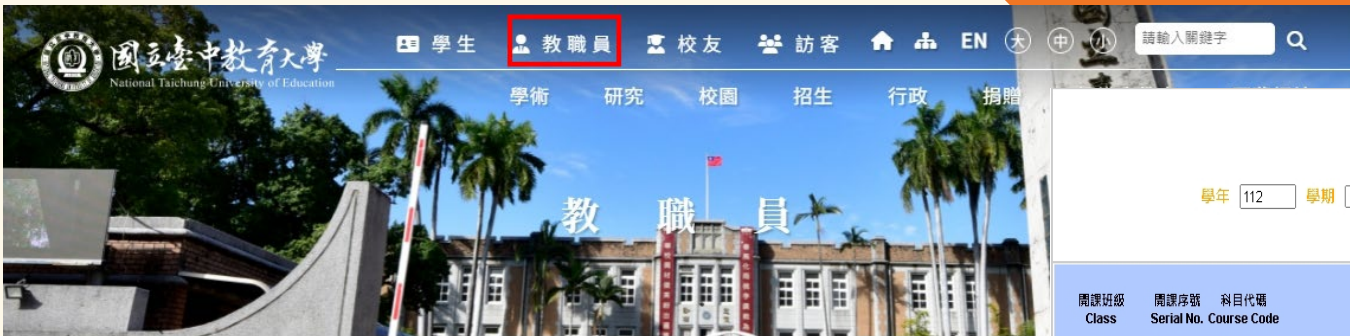 國立臺中教育大學
National Taichung University of Education
學生 教職員 校友 訪客 EN 大 中 小 請輸入關鍵字
學術 研究 校園 招生 行政 捐贈
教職員
學年 112 學期
開課班級 開課序號 科目代碼
Class Serial No. Course Code